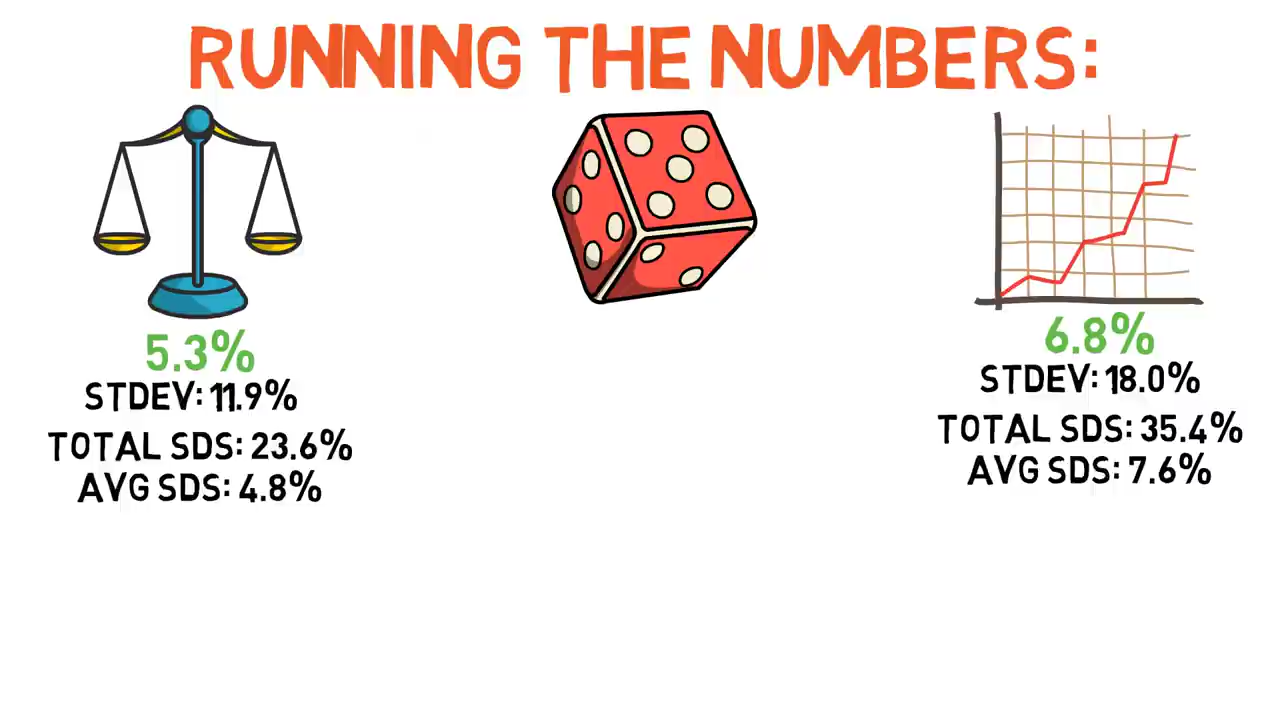 RUNNING THE NUMBERS:
5.3%
STDEV: 11.9%
TOTAL SDS: 23.6%
AVG SDS: 4.8%
6.8%
STDEV: 18.0%
TOTAL SDS: 35.4%
AVG SDS: 7.6%